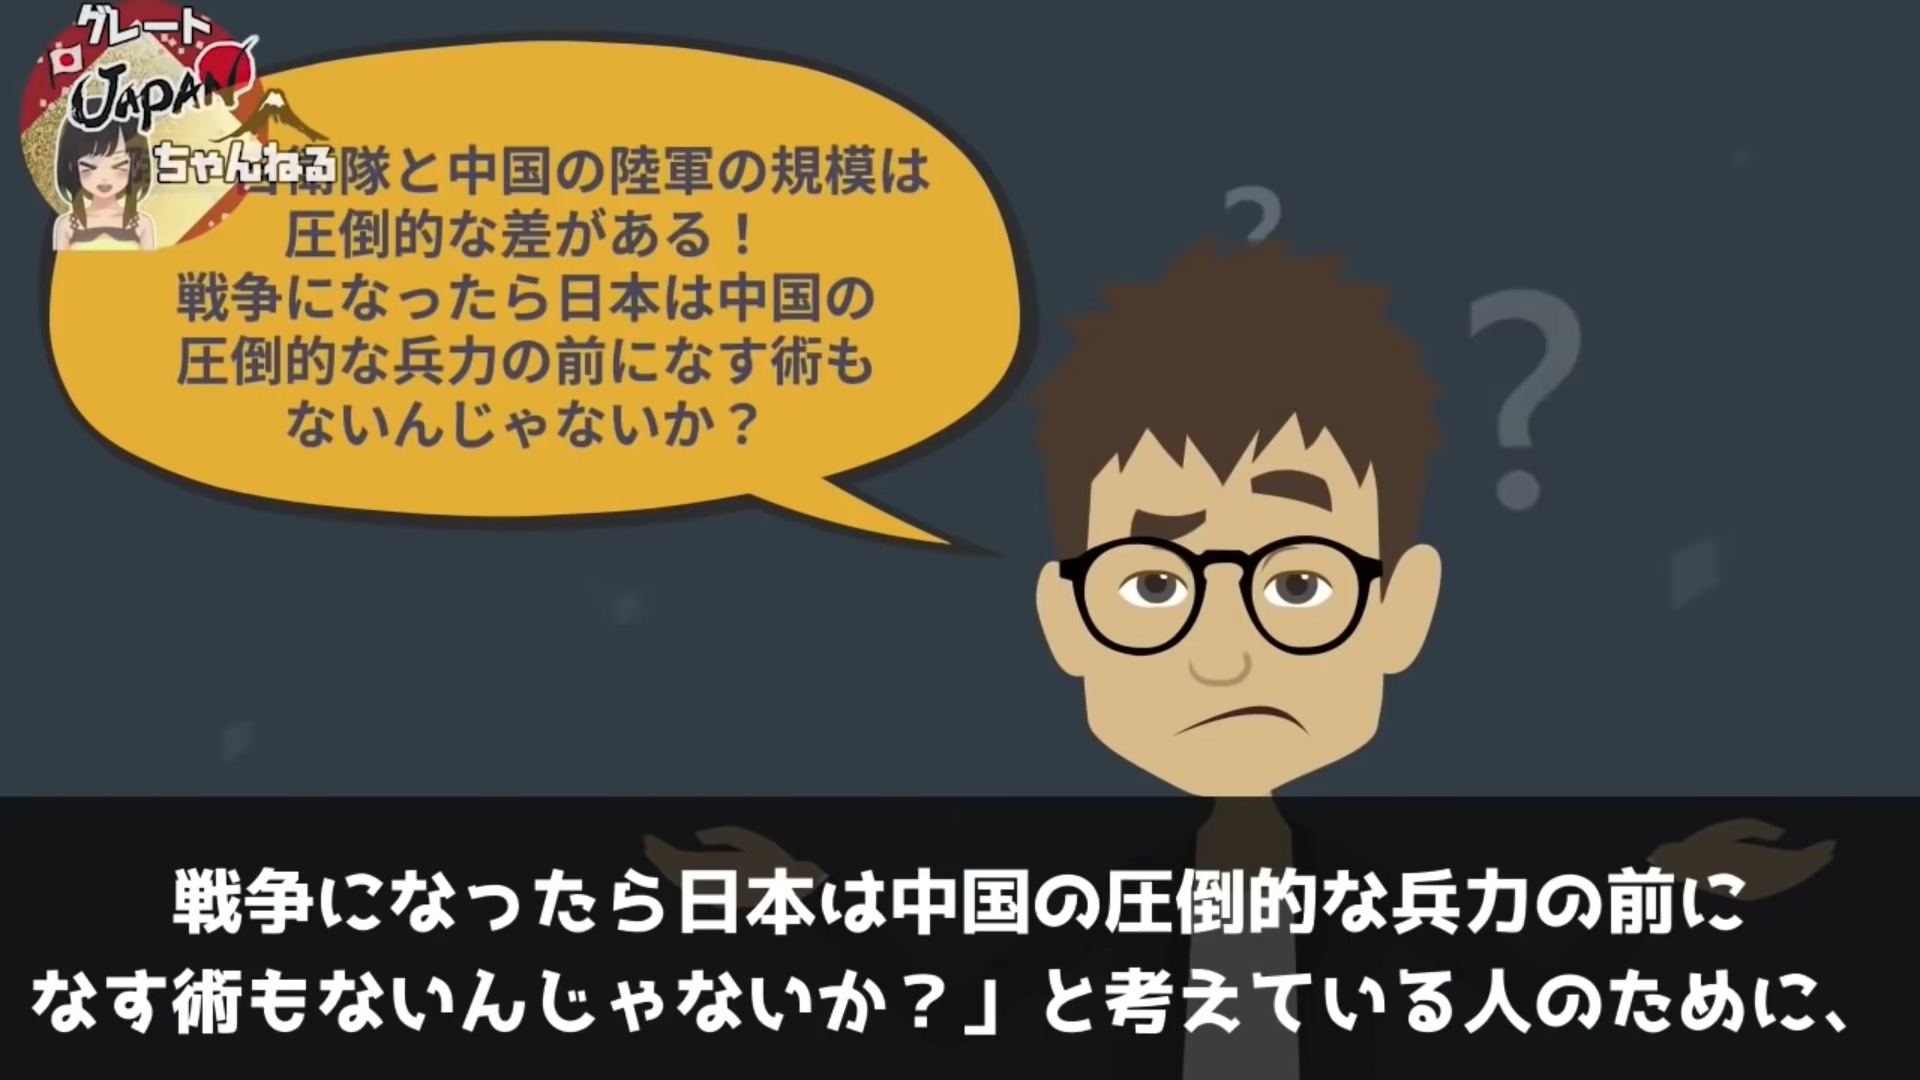 グレート
JAPAN
ちゃんねる
自衛隊と中国の陸軍の規模は
圧倒的な差がある！
戦争になったら日本は中国の
圧倒的な兵力の前になす術も
ないんじゃないか？
?
?
戦争になったら日本は中国の圧倒的な兵力の前に
なす術もないんじゃないか？」と考えている人のために、